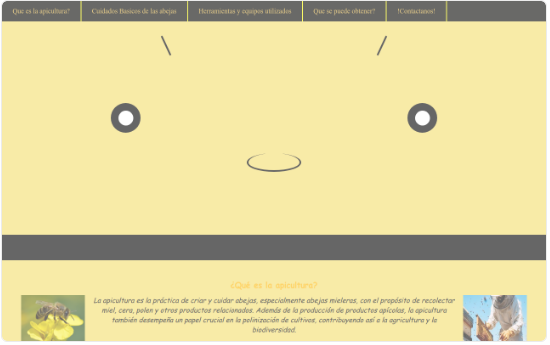 Que es la apicultura? Cuidados Basicos de las abejas Herramientas y equipos utilizados Que se puede obtener? !Contactanos!
¿Qué es la apicultura?
La apicultura es la práctica de criar y cuidar abejas, especialmente abejas mieleras, con el propósito de recolectar
miel, cera, polen y otros productos relacionados. Además de la producción de productos apícolas, la apicultura
también desempeña un papel crucial en la polinización de cultivos, contribuyendo así a la agricultura y la
biodiversidad.